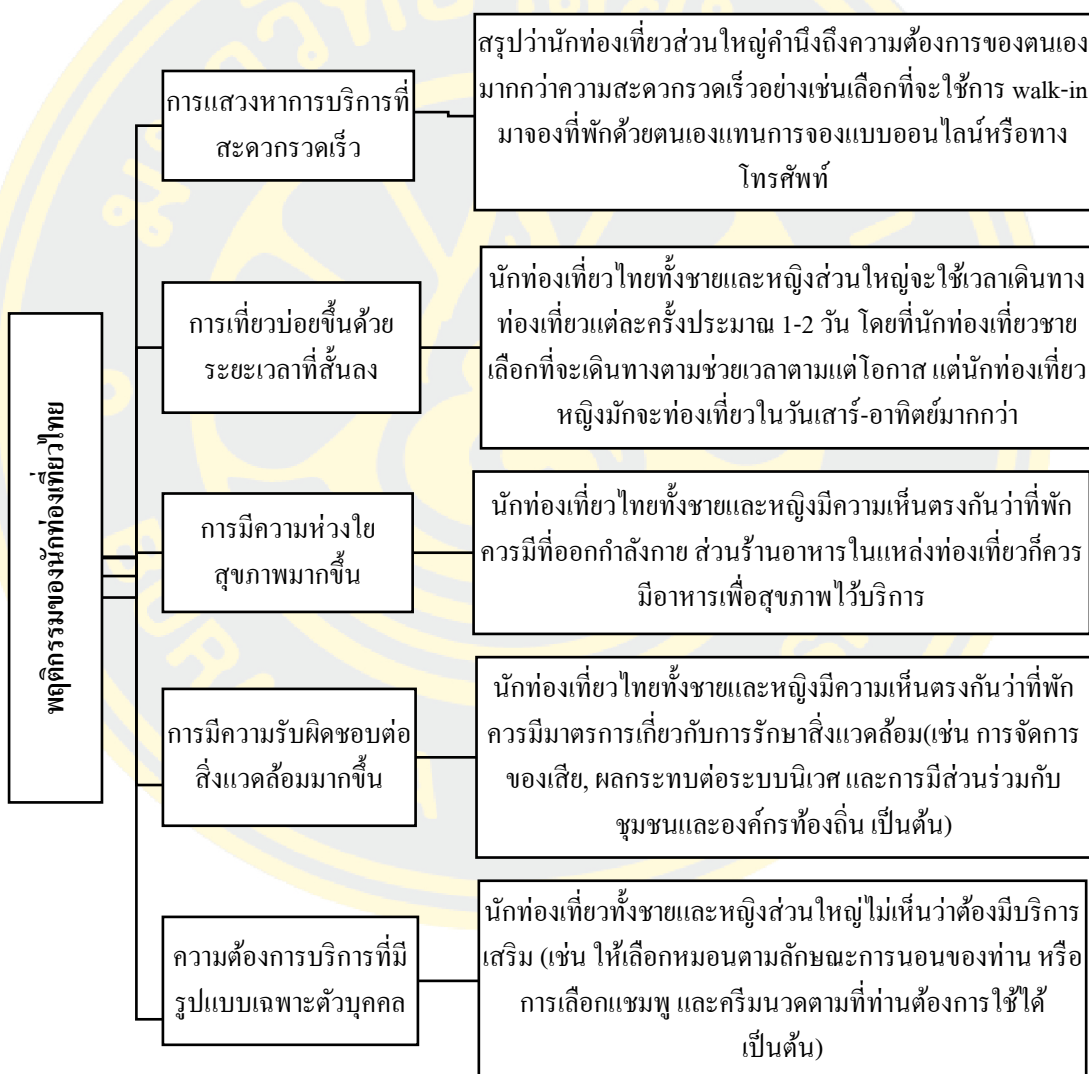 พฤติกรรมของนักท่องเที่ยวไทย
การแสวงหาการบริการที่
สะดวกรวดเร็ว
สรุปว่านักท่องเที่ยวส่วนใหญ่คำนึงถึงความต้องการของตนเอง
มากกว่าความสะดวกรวดเร็วอย่างเช่นเลือกที่จะใช้การ walk-in
มาจองที่พักด้วยตนเองแทนการจองแบบออนไลน์หรือทาง
โทรศัพท์
การเที่ยวบ่อยขึ้นด้วย
ระยะเวลาที่สั้นลง
นักท่องเที่ยวไทยทั้งชายและหญิงส่วนใหญ่จะใช้เวลาเดินทาง
ท่องเที่ยวแต่ละครั้งประมาณ 1-2 วัน โดยที่นักท่องเที่ยวชาย
เลือกที่จะเดินทางตามช่วยเวลาตามแต่โอกาส แต่นักท่องเที่ยว
หญิงมักจะท่องเที่ยวในวันเสาร์-อาทิตย์มากกว่า
การมีความห่วงใย
สุขภาพมากขึ้น
นักท่องเที่ยวไทยทั้งชายและหญิงมีความเห็นตรงกันว่าที่พัก
ควรมีที่ออกกำลังกาย ส่วนร้านอาหารในแหล่งท่องเที่ยวก็ควร
มีอาหารเพื่อสุขภาพไว้บริการ
การมีความรับผิดชอบต่อ
สิ่งแวดล้อมมากขึ้น
นักท่องเที่ยวไทยทั้งชายและหญิงมีความเห็นตรงกันว่าที่พัก
ควรมีมาตรการเกี่ยวกับการรักษาสิ่งแวดล้อม(เช่น การจัดการ
ของเสีย, ผลกระทบต่อระบบนิเวศ และการมีส่วนร่วมกับ
ชุมชนและองค์กรท้องถิ่น เป็นต้น)
ความต้องการบริการที่มี
รูปแบบเฉพาะตัวบุคคล
นักท่องเที่ยวทั้งชายและหญิงส่วนใหญ่ไม่เห็นว่าต้องมีบริการ
เสริม (เช่น ให้เลือกหมอนตามลักษณะการนอนของท่าน หรือ
การเลือกแชมพู และครีมนวดตามที่ท่านต้องการใช้ได้
เป็นต้น)